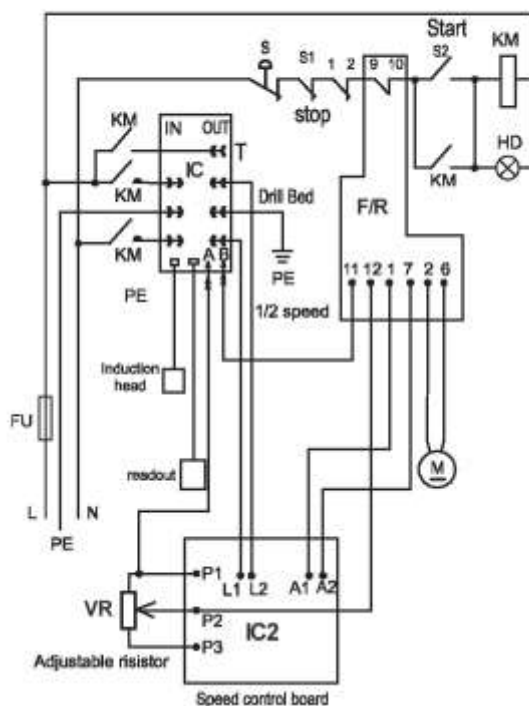 Start
S
S1
1 2
9 10
S2
KM
stop
KM
IN
OUT
T
IC
KM
KM
HD
F/R
Drill Bed
KM
A
B
PE
PE
11 12 1 7 2 6
1/2 speed
Induction
head
FU
readout
M
L
N
PE
P1
L1
L2
A1
A2
VR
P2
IC2
P3
Adjustable risistor
Speed control board